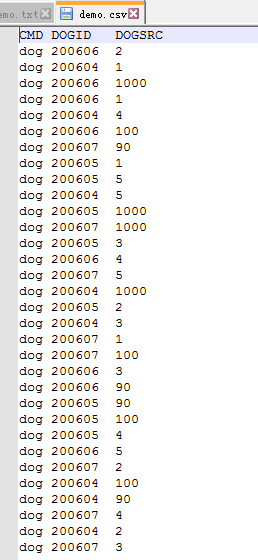 emo.txt demo.csv
CMD DOGID DOGSRC
dog 200606 2
dog 200604 1
dog 200606 1000
dog 200606 1
dog 200604 4
dog 200606 100
dog 200607 90
dog 200605 1
dog 200605 5
dog 200604 5
dog 200605 1000
dog 200607 1000
dog 200605 3
dog 200606 4
dog 200607 5
dog 200604 1000
dog 200605 2
dog 200604 3
dog 200607 1
dog 200607 100
dog 200606 3
dog 200606 90
dog 200605 90
dog 200605 100
dog 200605 4
dog 200606 5
dog 200607 2
dog 200604 100
dog 200604 90
dog 200607 4
dog 200604 2
dog 200607 3